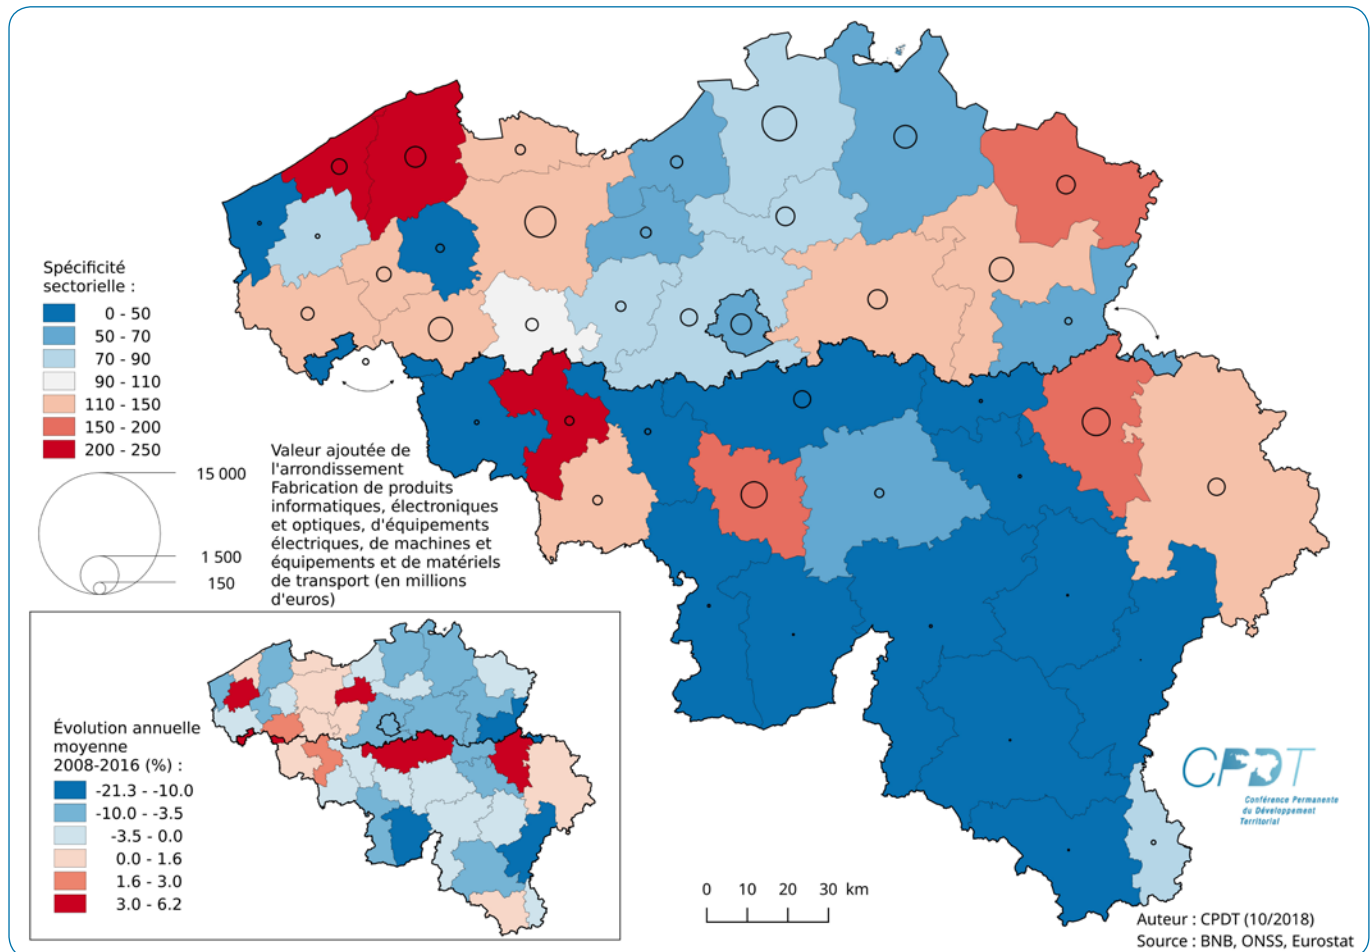 Spécificité
sectorielle :
0 - 50
50 - 70
70 - 90
90 - 110
110 - 150
150 - 200
200 - 250
15 000
1 500
150
Valeur ajoutée de
l'arrondissement
Fabrication de produits
informatiques, électroniques
et optiques, d'équipements
électriques, de machines et
équipements et de matériels
de transport (en millions
d'euros)
Évolution annuelle
moyenne
2008-2016 (%) :
-21.3 - -10.0
-10.0 - -3.5
-3.5 - 0.0
0.0 - 1.6
1.6 - 3.0
3.0 - 6.2
CPDT
Conférence Permanente
du Développement
Territorial
0 10 20 30 km
Auteur : CPDT (10/2018)
Source : BNB, ONSS, Eurostat